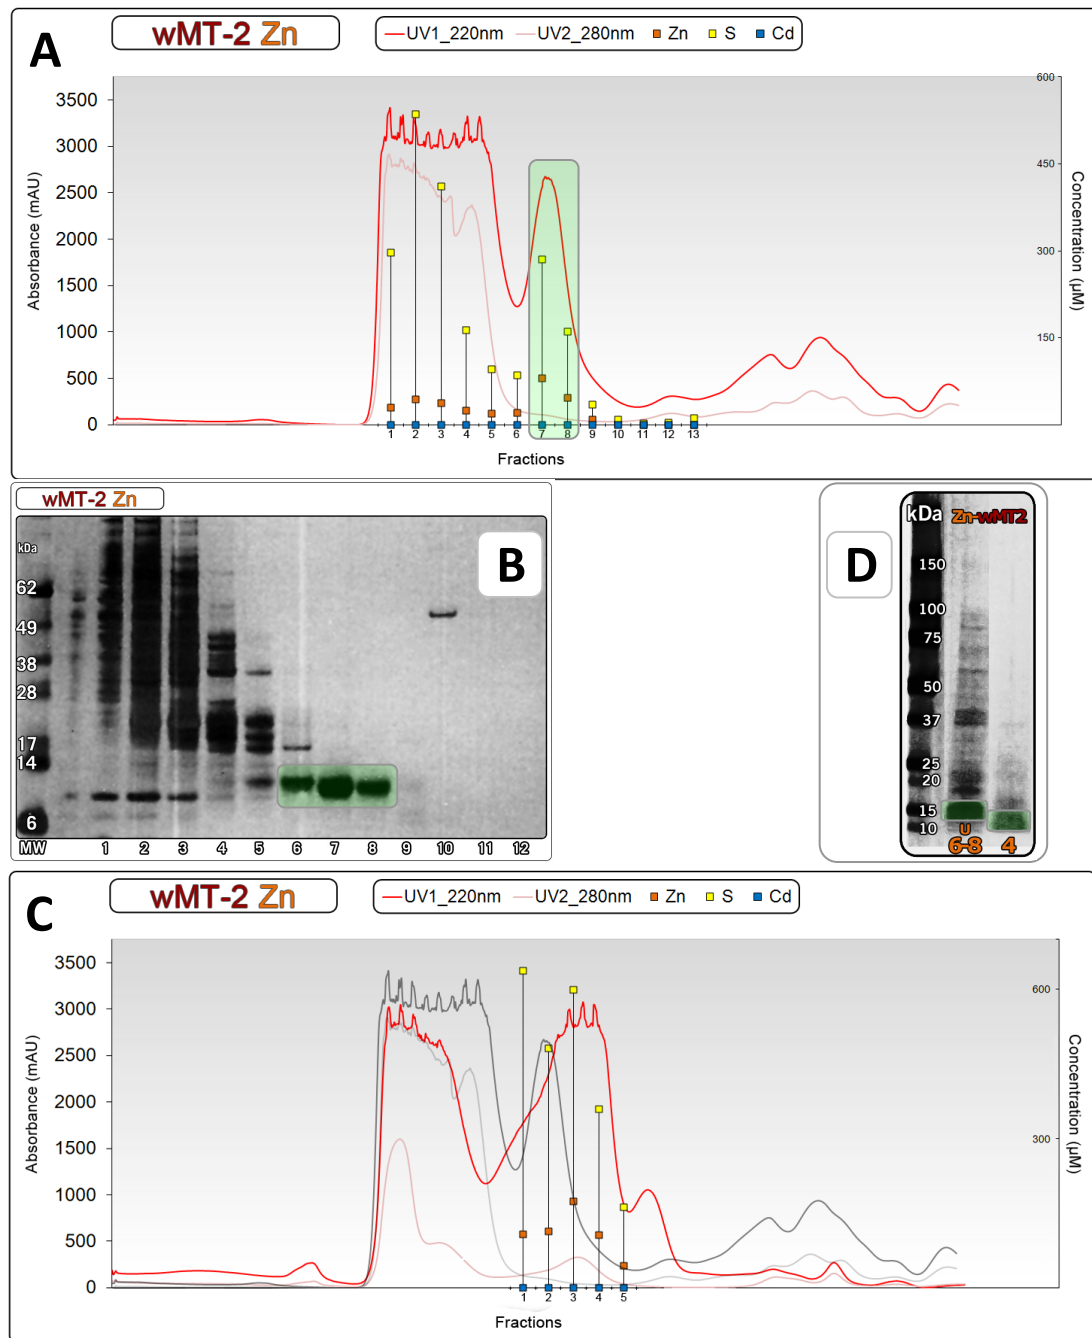 A
wMT-2 Zn
UV1_220nm UV2_280nm Zn S Cd
Absorbance (mAU)
3500
3000
2500
2000
1500
1000
500
0
600
450
300
150
Concentration (µM)
1 2 3 4 5 6 7 8 9 10 11 12 13
Fractions
wMT-2 Zn
B
kDa
62
49
38
28
17
14
6
MW 1 2 3 4 5 6 7 8 9 10 11 12
D
kDa Zn-wMT2
150
100
75
50
37
25
20
15
10
U
6-8 4
C
wMT-2 Zn
UV1_220nm UV2_280nm Zn S Cd
Absorbance (mAU)
3500
3000
2500
2000
1500
1000
500
0
600
300
Concentration (µM)
1 2 3 4 5
Fractions